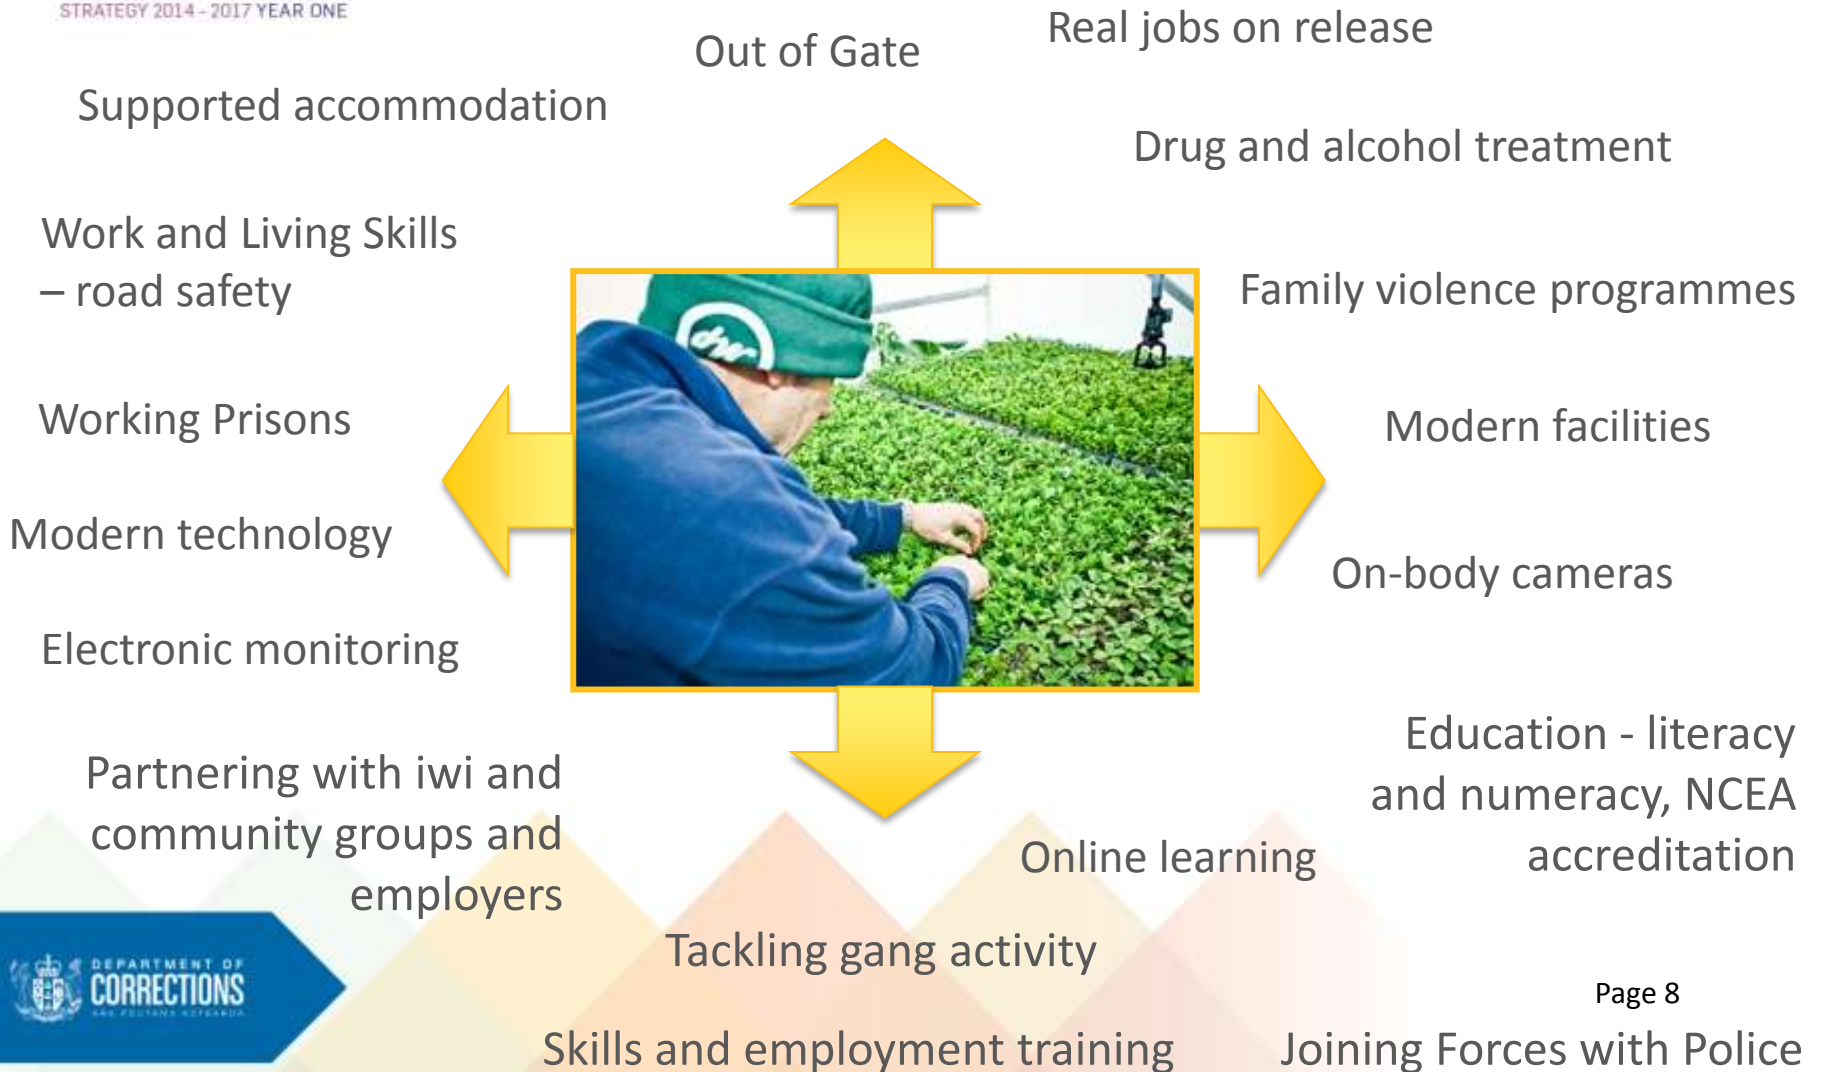 STRATEGY 2014 - 2017 YEAR ONE
Out of Gate
Real jobs on release
Supported accommodation
Drug and alcohol treatment
Work and Living Skills
– road safety
Family violence programmes
Working Prisons
Modern facilities
Modern technology
On-body cameras
Electronic monitoring
Education - literacy
and numeracy, NCEA
accreditation
Partnering with iwi and
community groups and
employers
Online learning
Tackling gang activity
DEPARTMENT OF
CORRECTIONS
Page 8
Skills and employment training
Joining Forces with Police